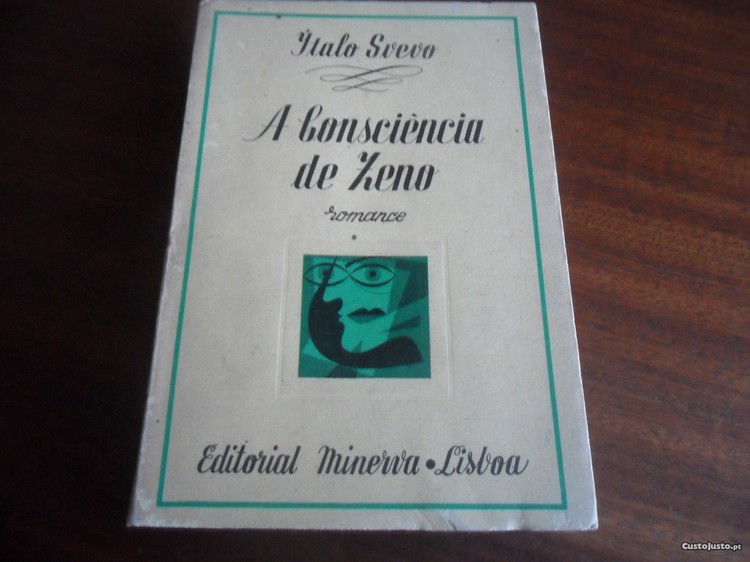 Ítalo Svevo
A Consciência
de Zeno
romance
Editorial Minerva • Lisboa
CustoJusto.pt